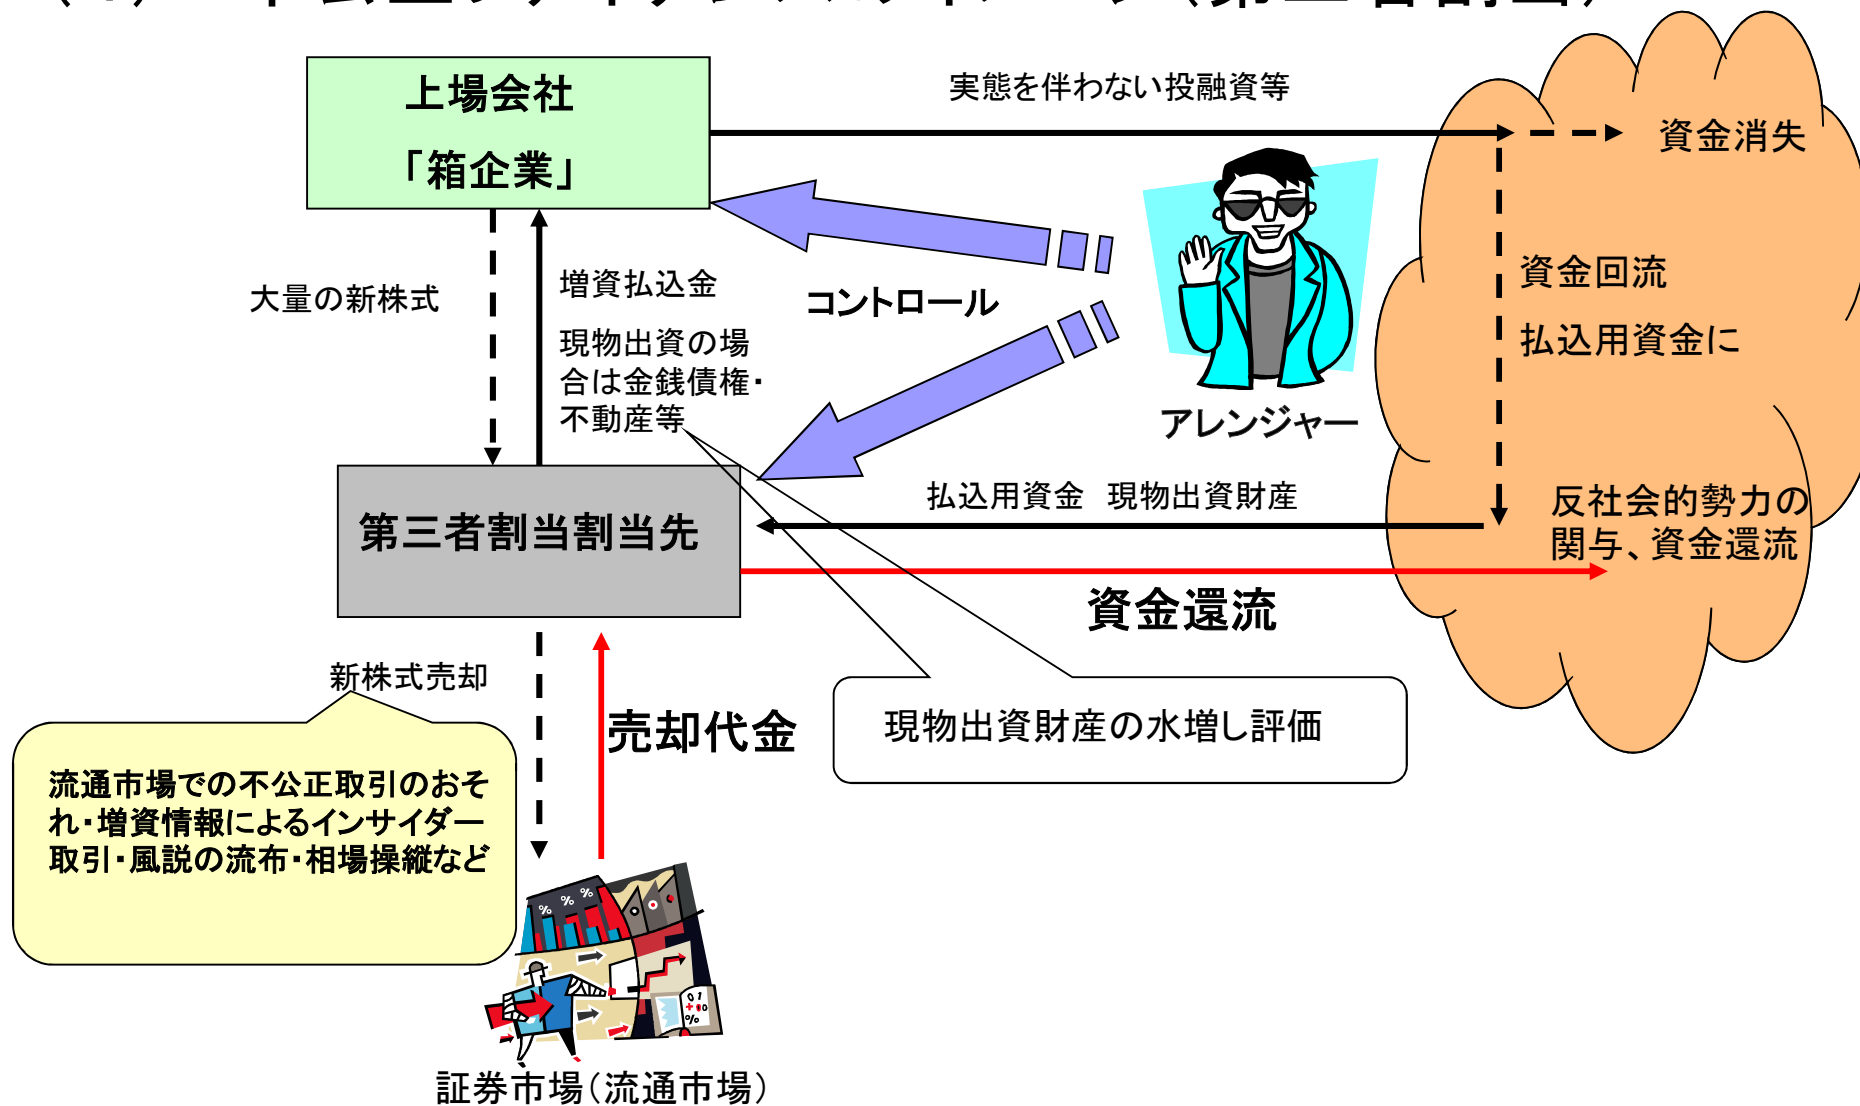 上場会社
「箱企業」
実態を伴わない投融資等
資金消失
大量の新株式
増資払込金
現物出資の場
合は金銭債権・
不動産等
コントロール
アレンジャー
資金回流
払込用資金に
第三者割当割当先
払込用資金　現物出資財産
反社会的勢力の
関与、資金還流
資金還流
新株式売却
売却代金
現物出資財産の水増し評価
流通市場での不公正取引のおそ
れ・増資情報によるインサイダー
取引・風説の流布・相場操縦など
% % %
0 1
+ 0 0
%
証券市場（流通市場）